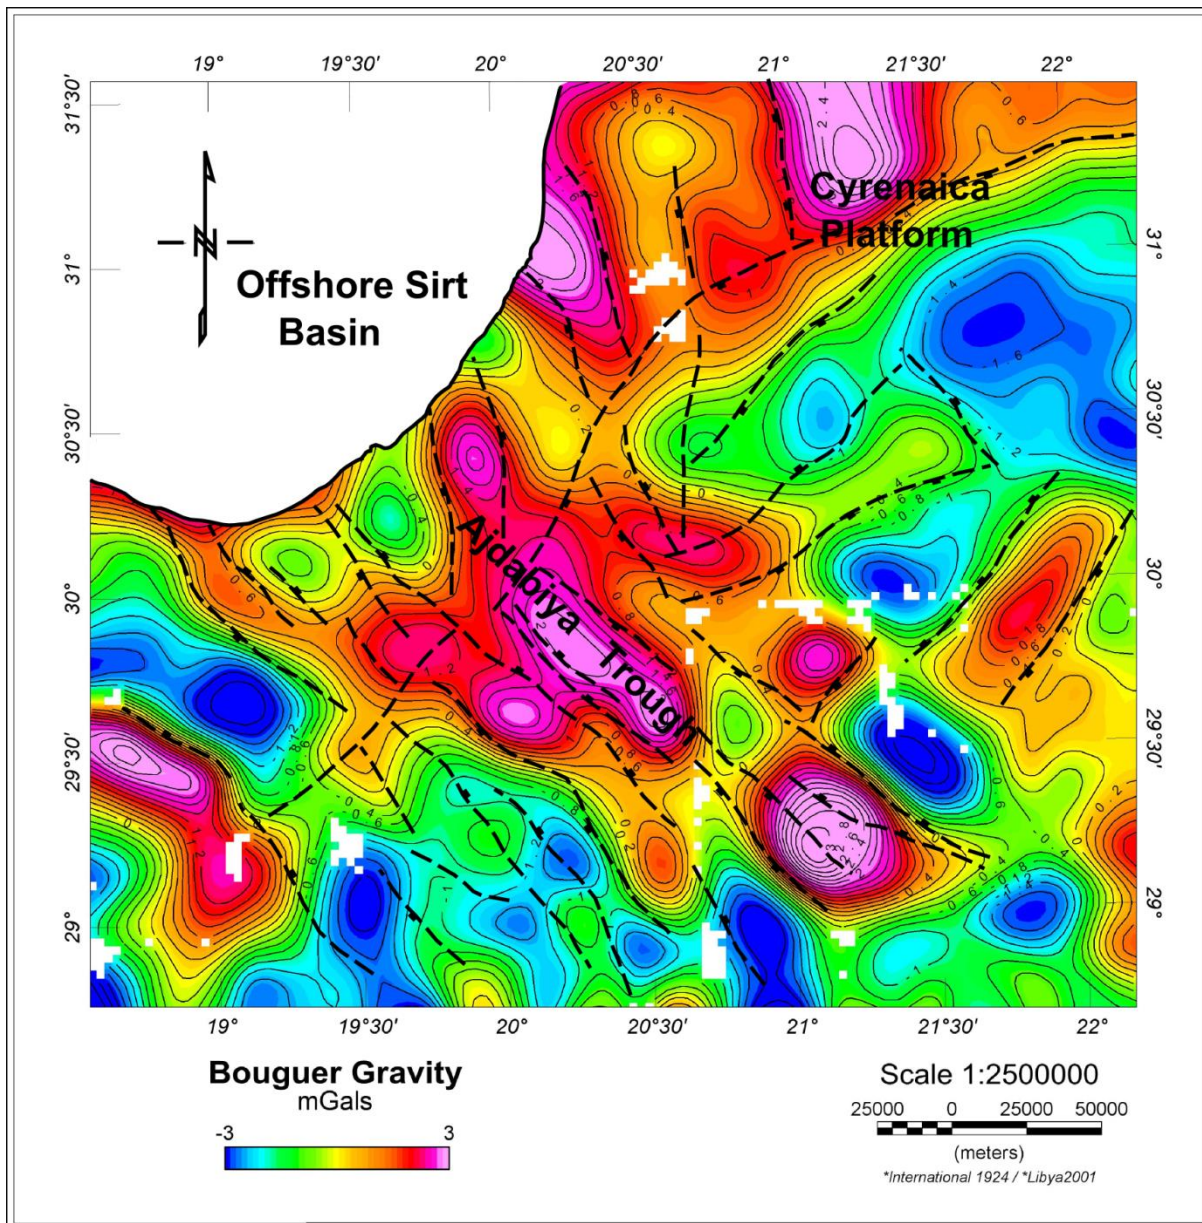 19° 19°30' 20° 20°30' 21° 21°30' 22°
31°30'
31°
30°30'
30°
29°30'
29°
31°
30°30'
30°
29°30'
29°
N
Cyrenaica
Platform
Offshore Sirt
Basin
Ajdabiya Trough
19° 19°30' 20° 20°30' 21° 21°30' 22°
Bouguer Gravity
mGals
-3 3
Scale 1:2500000
25000 0 25000 50000
(meters)
*International 1924 / *Libya2001